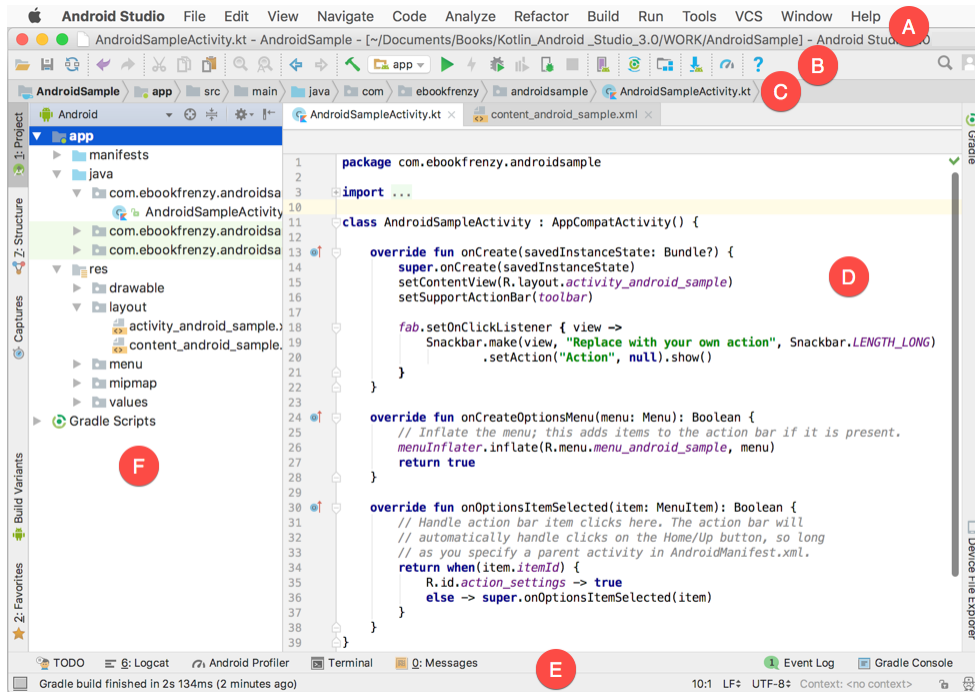 Android Studio File Edit View Navigate Code Analyze Refactor Build Run Tools VCS Window Help
A
AndroidSampleActivity.kt - AndroidSample - [~/Documents/Books/Kotlin_Android _Studio_3.0/WORK/AndroidSample] - Android
app
B
AndroidSample app src main java com ebookfrenzy androidsample AndroidSampleActivity.kt
C
1: Project
Z: Structure
Captures
Build Variants
2: Favorites
Android
app
manifests
java
com.ebookfrenzy.androidsa
AndroidSampleActivity
com.ebookfrenzy.androidsa
com.ebookfrenzy.androidsa
res
drawable
layout
activity_android_sample.
content_android_sample.
menu
mipmap
values
Gradle Scripts
F
AndroidSampleActivity.kt content_android_sample.xml
1 package com.ebookfrenzy.androidsample
2
3 import ...
10
11 class AndroidSampleActivity : AppCompatActivity() {
12
13 override fun onCreate(savedInstanceState: Bundle?) {
14 super.onCreate(savedInstanceState)
15 setContentView(R.layout.activity_android_sample)
16 setSupportActionBar(toolbar)
17
18 fab.setOnClickListener { view ->
19 Snackbar.make(view, "Replace with your own action", Snackbar.LENGTH_LONG)
20 .setAction("Action", null).show()
21 }
22 }
23
24 override fun onCreateOptionsMenu(menu: Menu): Boolean {
25 // Inflate the menu; this adds items to the action bar if it is present.
26 menuInflater.inflate(R.menu.menu_android_sample, menu)
27 return true
28 }
29
30 override fun onOptionsItemSelected(item: MenuItem): Boolean {
31 // Handle action bar item clicks here. The action bar will
32 // automatically handle clicks on the Home/Up button, so long
33 // as you specify a parent activity in AndroidManifest.xml.
34 return when(item.itemId) {
35 R.id.action_settings -> true
36 else -> super.onOptionsItemSelected(item)
37 }
38 }
39 }
D
Gradle
Device File Explorer
TODO 6: Logcat Android Profiler Terminal 0: Messages
E
1 Event Log Gradle Console
Gradle build finished in 2s 134ms (2 minutes ago)
10:1 LF UTF-8 Context: <no context>